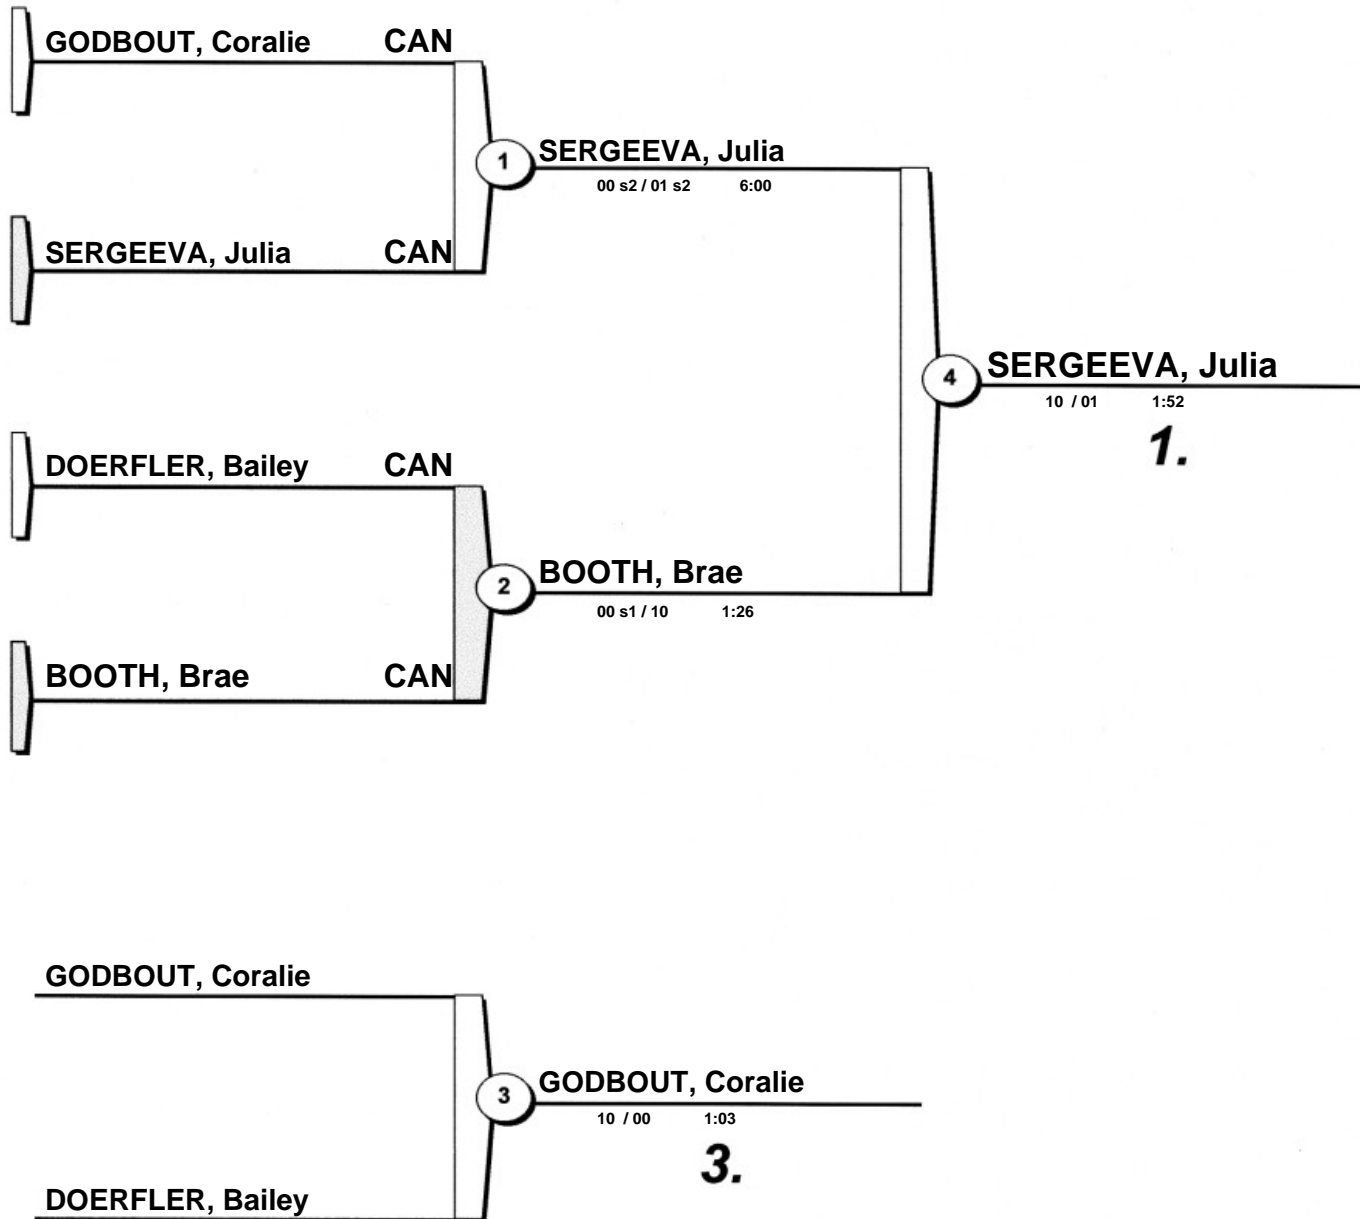 GODBOUT, Coralie CAN
1 SERGEEVA, Julia
00 s2 / 01 s2 6:00
SERGEEVA, Julia CAN
4 SERGEEVA, Julia
10 / 01 1:52
1.
DOERFLER, Bailey CAN
2 BOOTH, Brae
00 s1 / 10 1:26
BOOTH, Brae CAN
GODBOUT, Coralie
3 GODBOUT, Coralie
10 / 00 1:03
3.
DOERFLER, Bailey